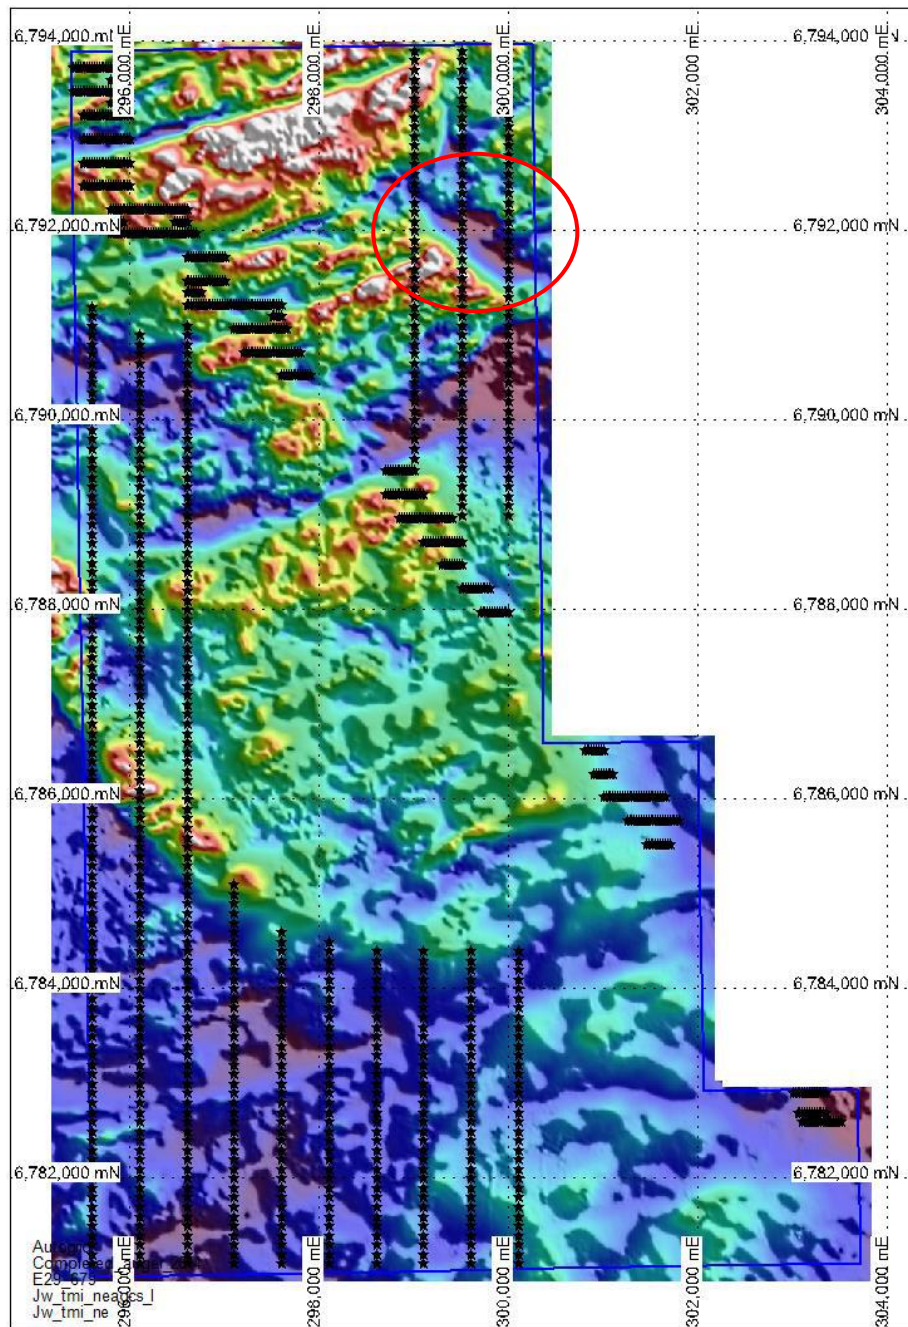 6,794,000 mN 6,794,000 mN
296,000 mE 298,000 mE 300,000 mE 302,000 mE 304,000 mE
6,792,000 mN 6,792,000 mN
6,790,000 mN 6,790,000 mN
6,788,000 mN 6,788,000 mN
6,786,000 mN 6,786,000 mN
6,784,000 mN 6,784,000 mN
6,782,000 mN 6,782,000 mN
296,000 mE 298,000 mE 300,000 mE 302,000 mE 304,000 mE
Completed auger
E29_675
Jw_tmi_neagcs_l
Jw_tmi_ne